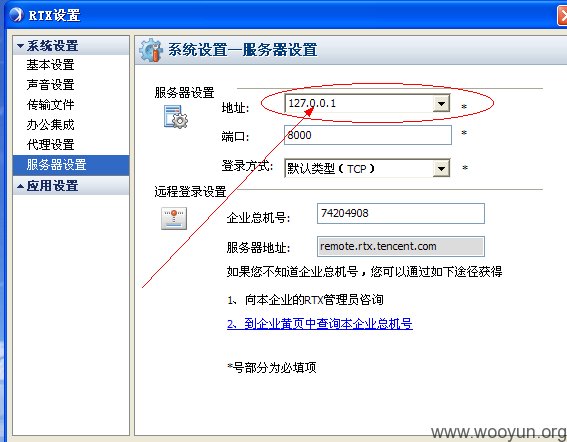 RTX设置
系统设置
基本设置
声音设置
传输文件
办公集成
代理设置
服务器设置
应用设置
系统设置—服务器设置
服务器设置
地址: 127.0.0.1 *
端口: 8000 *
登录方式: 默认类型(TCP) *
远程登录设置
企业总机号: 74204908
服务器地址: remote.rtx.tencent.com
如果您不知道企业总机号,您可以通过如下途径获得
1、向本企业的RTX管理员咨询
2、到企业黄页中查询本企业总机号
*号部分为必填项
www.wooyun.org